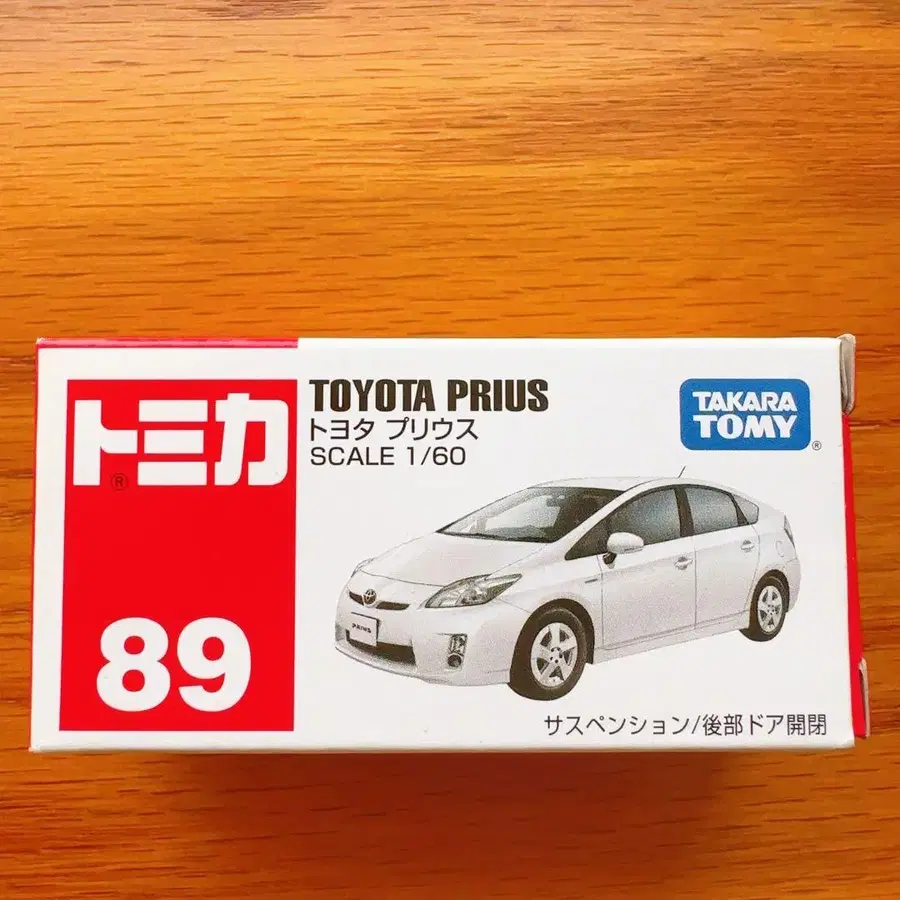 トミカ
®
89
TOYOTA PRIUS
トヨタ プリウス
SCALE 1/60
TAKARA
TOMY
®
PRIUS
サスペンション/後部ドア開閉